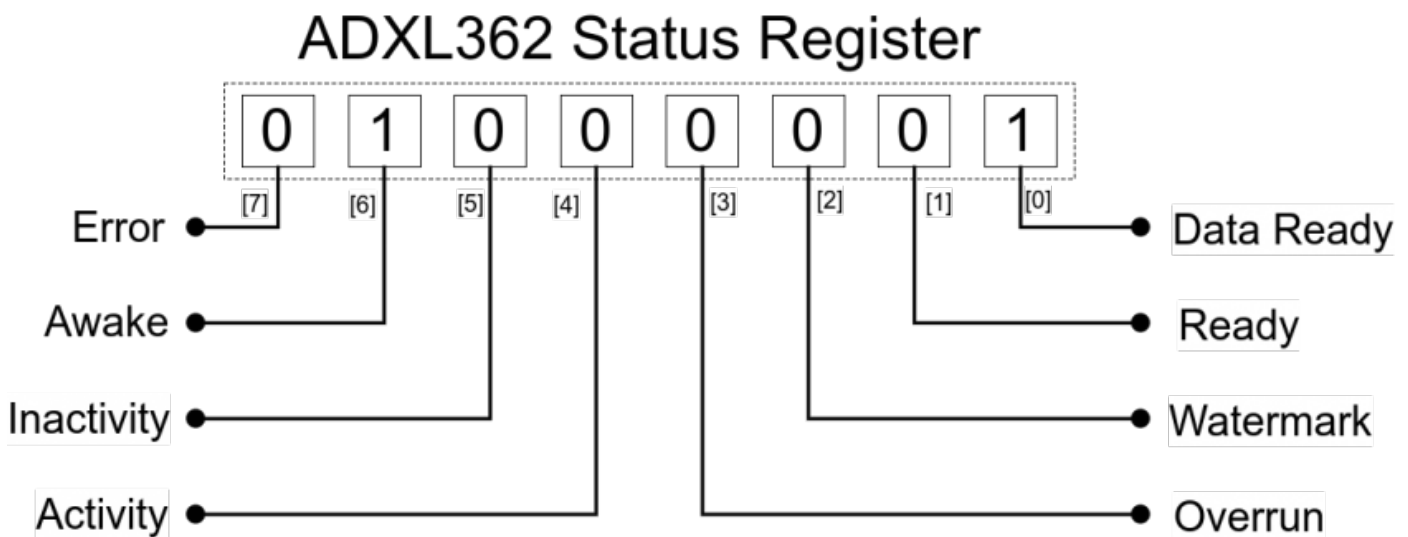 ADXL362 Status Register
0 1 0 0 0 0 0 1
[7] [6] [5] [4] [3] [2] [1] [0]
Error
Data Ready
Awake
Ready
Inactivity
Watermark
Activity
Overrun